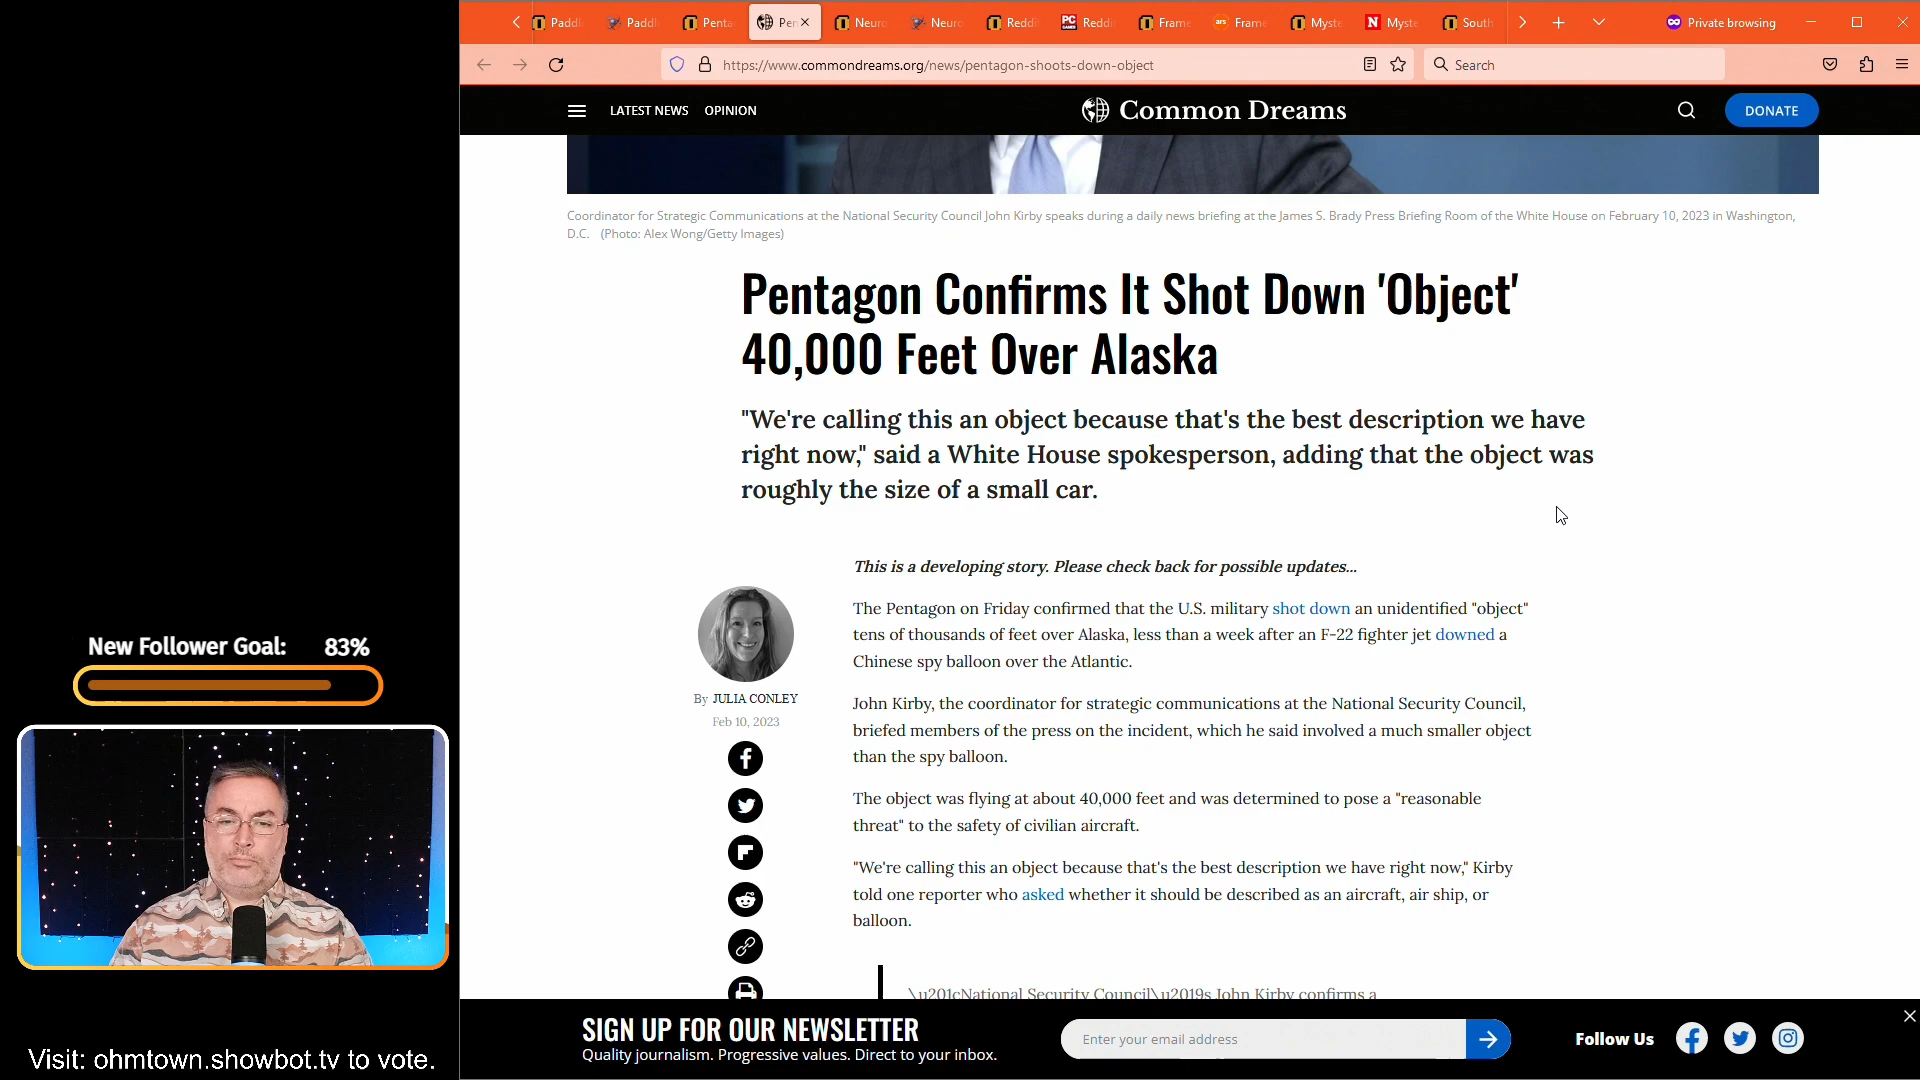 Paddl
Paddl
Penta
Pen
Neuro
Neuro
Reddi
PC GAMES
Reddi
Frame
ars
Frame
Myste
N
Myste
South
Private browsing
https://www.commondreams.org/news/pentagon-shoots-down-object
Search
LATEST NEWS
OPINION
Common Dreams
DONATE
Coordinator for Strategic Communications at the National Security Council John Kirby speaks during a daily news briefing at the James S. Brady Press Briefing Room of the White House on February 10, 2023 in Washington,
D.C. (Photo: Alex Wong/Getty Images)
Pentagon Confirms It Shot Down 'Object'
40,000 Feet Over Alaska
"We're calling this an object because that's the best description we have
right now," said a White House spokesperson, adding that the object was
roughly the size of a small car.
This is a developing story. Please check back for possible updates...
The Pentagon on Friday confirmed that the U.S. military shot down an unidentified "object"
tens of thousands of feet over Alaska, less than a week after an F-22 fighter jet downed a
Chinese spy balloon over the Atlantic.
By JULIA CONLEY
Feb 10, 2023
John Kirby, the coordinator for strategic communications at the National Security Council,
briefed members of the press on the incident, which he said involved a much smaller object
than the spy balloon.
The object was flying at about 40,000 feet and was determined to pose a "reasonable
threat" to the safety of civilian aircraft.
"We're calling this an object because that's the best description we have right now," Kirby
told one reporter who asked whether it should be described as an aircraft, air ship, or
balloon.
\u201cNational Security Council\u2019s John Kirby confirms a
SIGN UP FOR OUR NEWSLETTER
Quality journalism. Progressive values. Direct to your inbox.
Enter your email address
Follow Us
New Follower Goal: 83%
Visit: ohmtown.showbot.tv to vote.